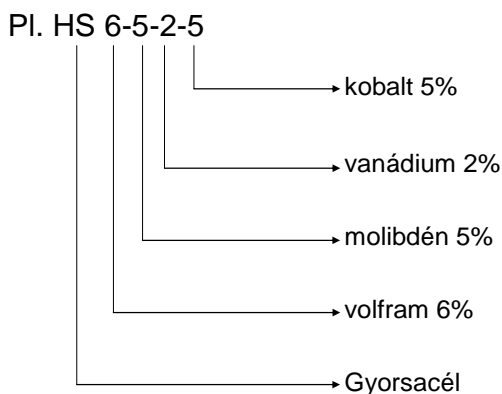 Pl. HS 6-5-2-5
kobalt 5%
vanádium 2%
molibdén 5%
volfram 6%
Gyorsacél